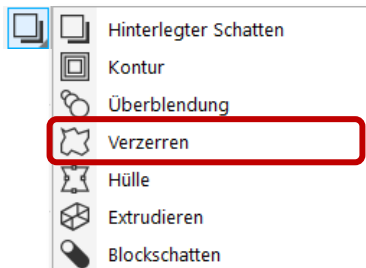 Hinterlegter Schatten
Kontur
Überblendung
Verzerren
Hülle
Extrudieren
Blockschatten